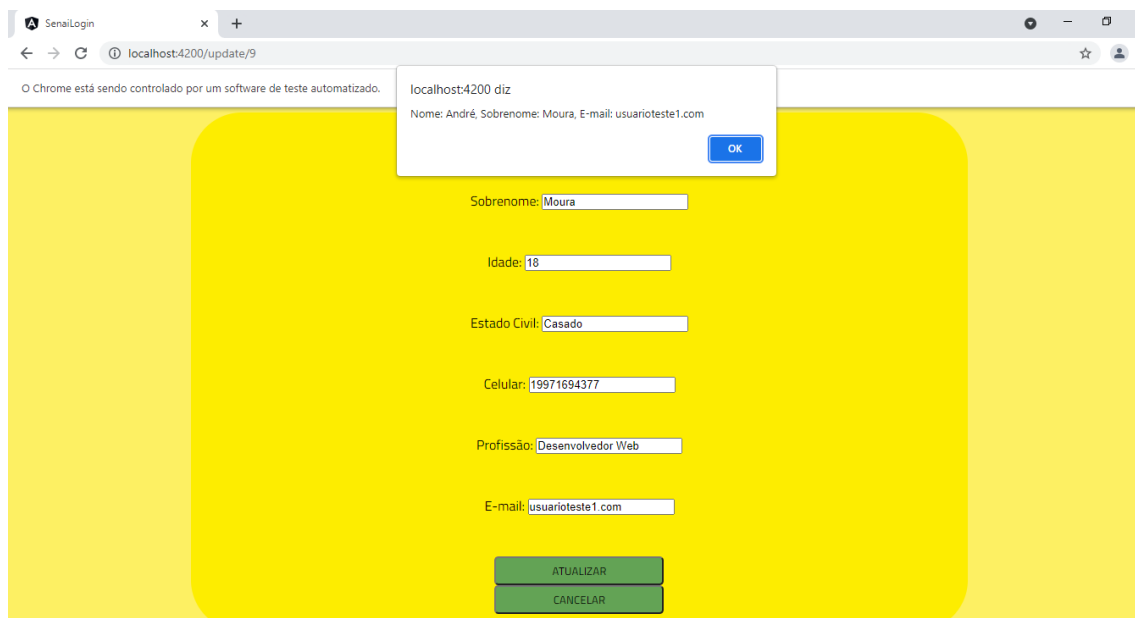 SenaiLogin
localhost:4200/update/9
O Chrome está sendo controlado por um software de teste automatizado.
localhost:4200 diz
Nome: André, Sobrenome: Moura, E-mail: usuarioteste1.com
OK
Sobrenome: Moura
Idade: 18
Estado Civil: Casado
Celular: 19971694377
Profissão: Desenvolvedor Web
E-mail: usuarioteste1.com
ATUALIZAR
CANCELAR